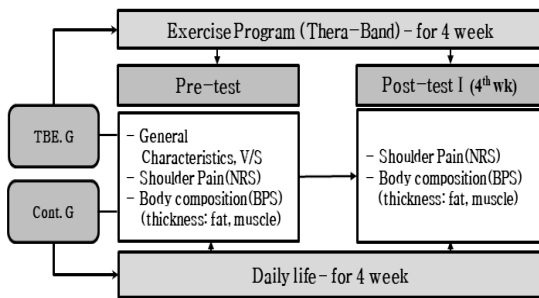 Exercise Program (Thera-Band) - for 4 week
Pre-test
Post-test I (4th wk)
TBE. G
Cont. G
- General
Characteristics, V/S
- Shoulder Pain(NRS)
- Body composition(BPS)
(thickness: fat, muscle)
- Shoulder Pain(NRS)
- Body composition(BPS)
(thickness: fat, muscle)
Daily life- for 4 week